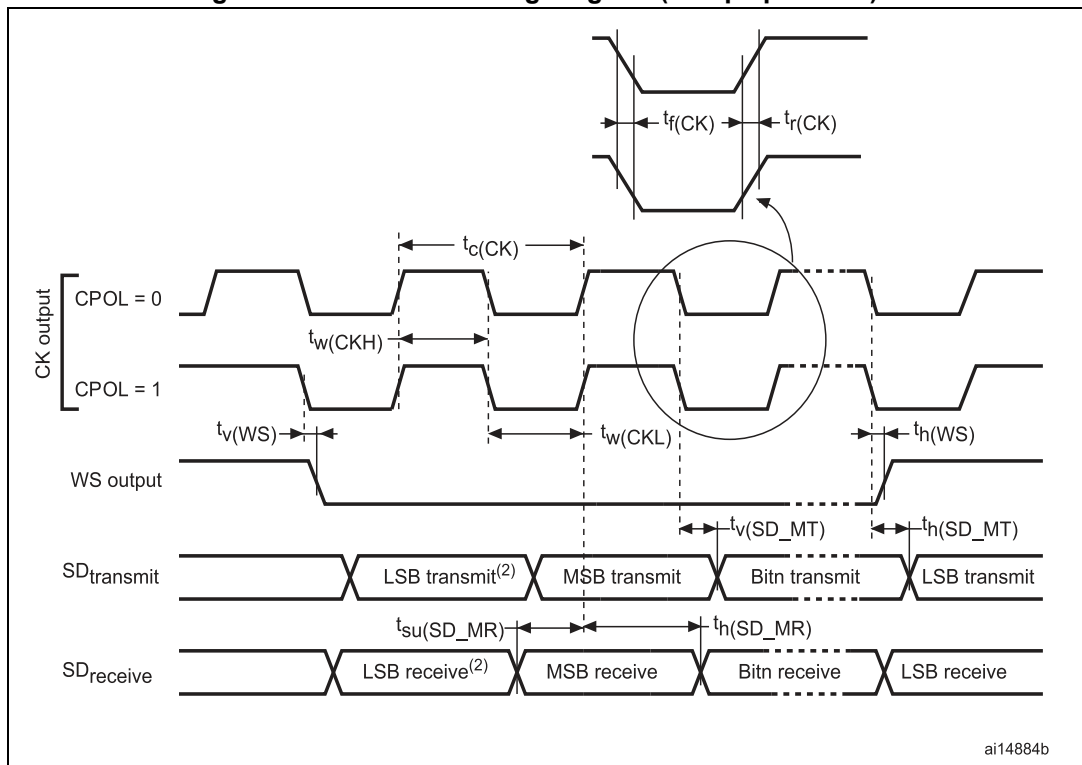 tf(CK)
tr(CK)
tc(CK)
CK output
CPOL = 0
tw(CKH)
CPOL = 1
tv(WS)
tw(CKL)
th(WS)
WS output
tv(SD_MT)
th(SD_MT)
SDtransmit
LSB transmit(2)
MSB transmit
Bitn transmit
LSB transmit
tsu(SD_MR)
th(SD_MR)
SDreceive
LSB receive(2)
MSB receive
Bitn receive
LSB receive
ai14884b